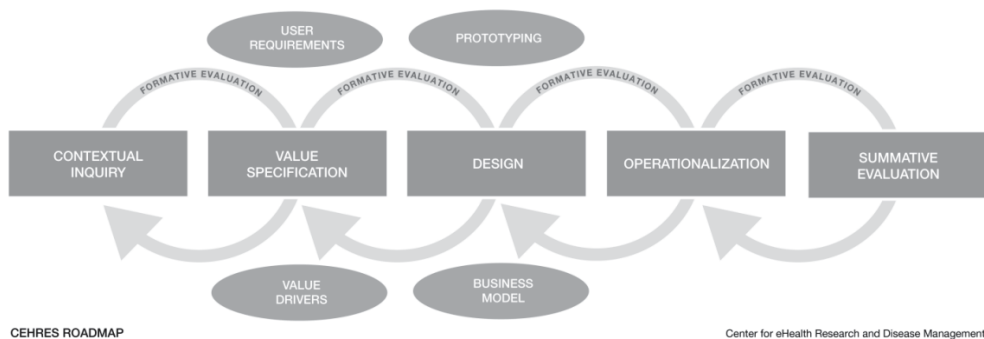 USER
REQUIREMENTS
PROTOTYPING
FORMATIVE EVALUATION
FORMATIVE EVALUATION
FORMATIVE EVALUATION
FORMATIVE EVALUATION
CONTEXTUAL
INQUIRY
VALUE
SPECIFICATION
DESIGN
OPERATIONALIZATION
SUMMATIVE
EVALUATION
VALUE
DRIVERS
BUSINESS
MODEL
CEHRES ROADMAP
Center for eHealth Research and Disease Management